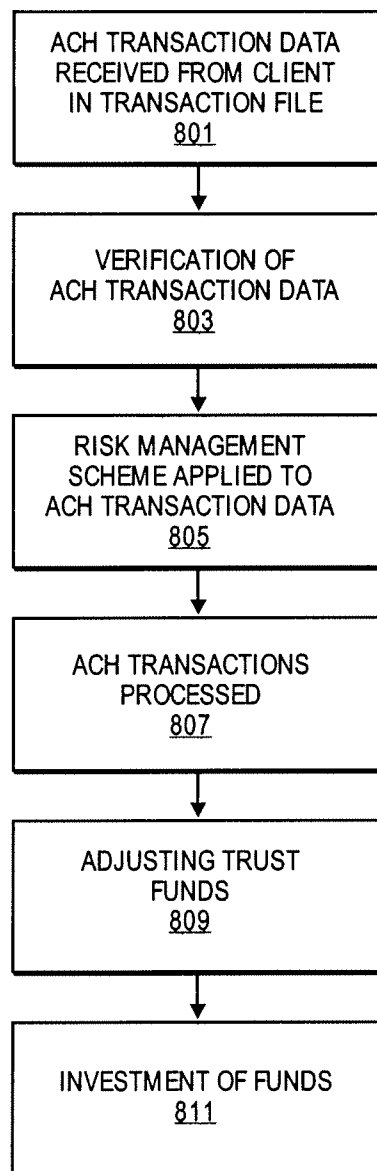 ACH TRANSACTION DATA
RECEIVED FROM CLIENT
IN TRANSACTION FILE
801
VERIFICATION OF
ACH TRANSACTION DATA
803
RISK MANAGEMENT
SCHEME APPLIED TO
ACH TRANSACTION DATA
805
ACH TRANSACTIONS
PROCESSED
807
ADJUSTING TRUST
FUNDS
809
INVESTMENT OF FUNDS
811